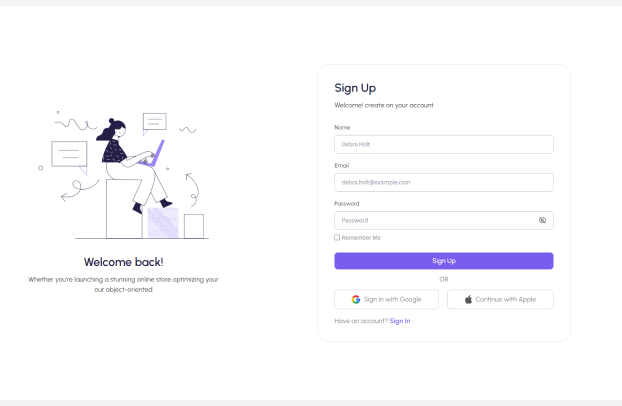 Welcome back!
Whether you're launching a stunning online store optimizing your
our object-oriented
Sign Up
Welcome! create on your account
Name
Debra Holt
Email
debra.holt@example.com
Password
Password
Remember Me
Sign Up
OR
Sign in with Google
Continue with Apple
Have an account? Sign In